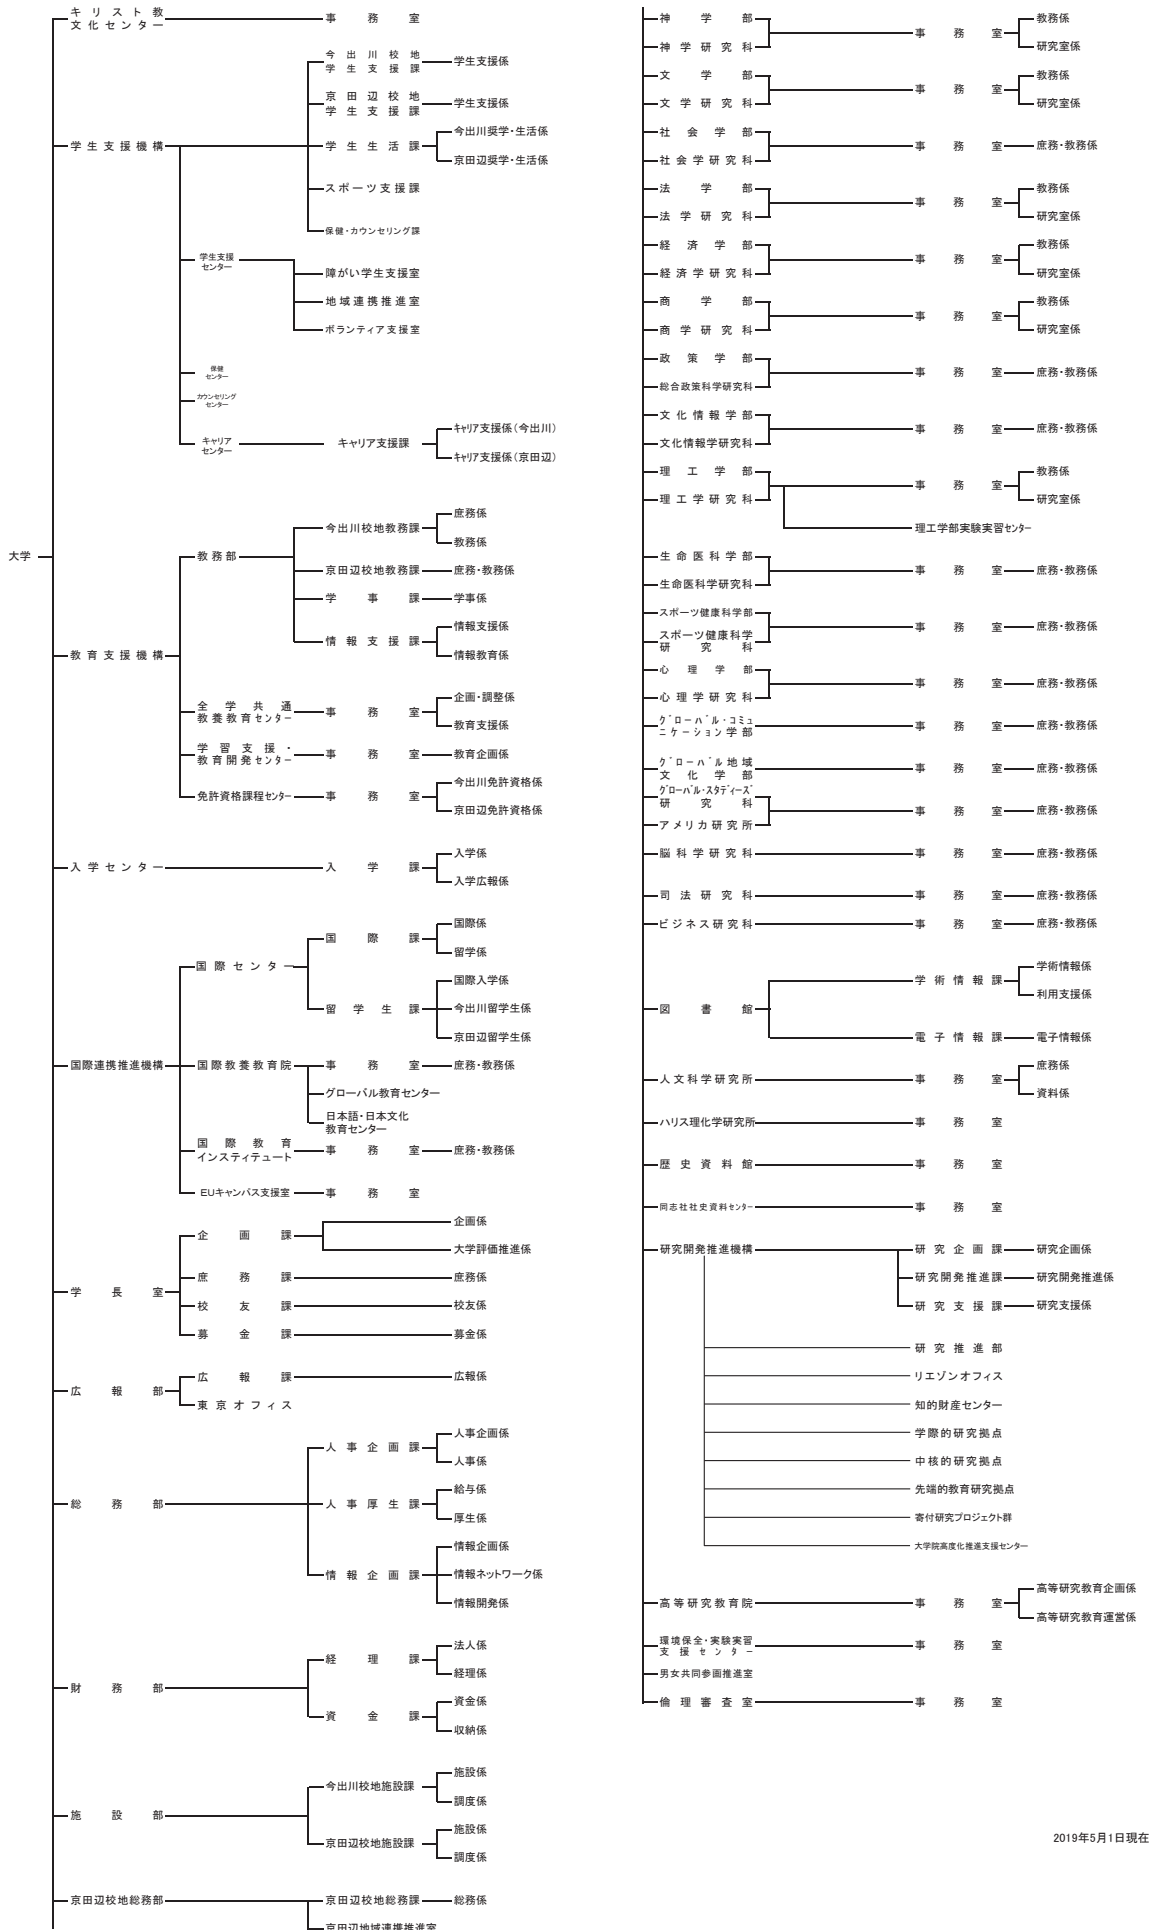 大学
キリスト教
文化センター
事務室
学生支援機構
今出川校地
学生支援課
学生支援係
京田辺校地
学生支援課
学生支援係
学生生活課
今出川奨学・生活係
京田辺奨学・生活係
スポーツ支援課
保健・カウンセリング課
学生支援
センター
障がい学生支援室
地域連携推進室
ボランティア支援室
保健
センター
カウンセリング
センター
キャリア
センター
キャリア支援課
キャリア支援係(今出川)
キャリア支援係(京田辺)
教育支援機構
教務部
今出川校地教務課
庶務係
教務係
京田辺校地教務課
庶務・教務係
学事課
学事係
情報支援課
情報支援係
情報教育係
全学共通
教養教育センター
事務室
企画・調整係
教育支援係
学習支援・
教育開発センター
事務室
教育企画係
免許資格課程センター
事務室
今出川免許資格係
京田辺免許資格係
入学センター
入学課
入学係
入学広報係
国際連携推進機構
国際センター
国際課
国際係
留学係
留学生課
国際入学係
今出川留学生係
京田辺留学生係
国際教養教育院
事務室
庶務・教務係
グローバル教育センター
日本語・日本文化
教育センター
国際教育
インスティテュート
事務室
庶務・教務係
EUキャンパス支援室
事務室
学長室
企画課
企画係
大学評価推進係
庶務課
庶務係
校友課
校友係
募金課
募金係
広報部
広報課
広報係
東京オフィス
総務部
人事企画課
人事企画係
人事係
人事厚生課
給与係
厚生係
情報企画課
情報企画係
情報ネットワーク係
情報開発係
財務部
経理課
法人係
経理係
資金課
資金係
収納係
施設部
今出川校地施設課
施設係
調度係
京田辺校地施設課
施設係
調度係
京田辺校地総務部
京田辺校地総務課
総務係
京田辺地域連携推進室
神学部
神学研究科
事務室
教務係
研究室係
文学部
文学研究科
事務室
教務係
研究室係
社会学部
社会学研究科
事務室
庶務・教務係
法学部
法学研究科
事務室
教務係
研究室係
経済学部
経済学研究科
事務室
教務係
研究室係
商学部
商学研究科
事務室
教務係
研究室係
政策学部
総合政策科学研究科
事務室
庶務・教務係
文化情報学部
文化情報学研究科
事務室
庶務・教務係
理工学部
理工学研究科
事務室
教務係
研究室係
理工学部実験実習センター
生命医科学部
生命医科学研究科
事務室
庶務・教務係
スポーツ健康科学部
スポーツ健康科学
研究科
事務室
庶務・教務係
心理学部
心理学研究科
事務室
庶務・教務係
グローバル・コミュ
ニケーション学部
事務室
庶務・教務係
グローバル地域
文化学部
事務室
庶務・教務係
グローバル・スタディーズ
研究科
アメリカ研究所
事務室
庶務・教務係
脳科学研究科
事務室
庶務・教務係
司法研究科
事務室
庶務・教務係
ビジネス研究科
事務室
庶務・教務係
図書館
学術情報課
学術情報係
利用支援係
電子情報課
電子情報係
人文科学研究所
事務室
庶務係
資料係
ハリス理化学研究所
事務室
歴史資料館
事務室
同志社社史資料センター
事務室
研究開発推進機構
研究企画課
研究企画係
研究開発推進課
研究開発推進係
研究支援課
研究支援係
研究推進部
リエゾンオフィス
知的財産センター
学際的研究拠点
中核的研究拠点
先端的教育研究拠点
寄付研究プロジェクト群
大学院高度化推進支援センター
高等研究教育院
事務室
高等研究教育企画係
高等研究教育運営係
環境保全・実験実習
支援センター
事務室
男女共同参画推進室
倫理審査室
事務室
2019年5月1日現在